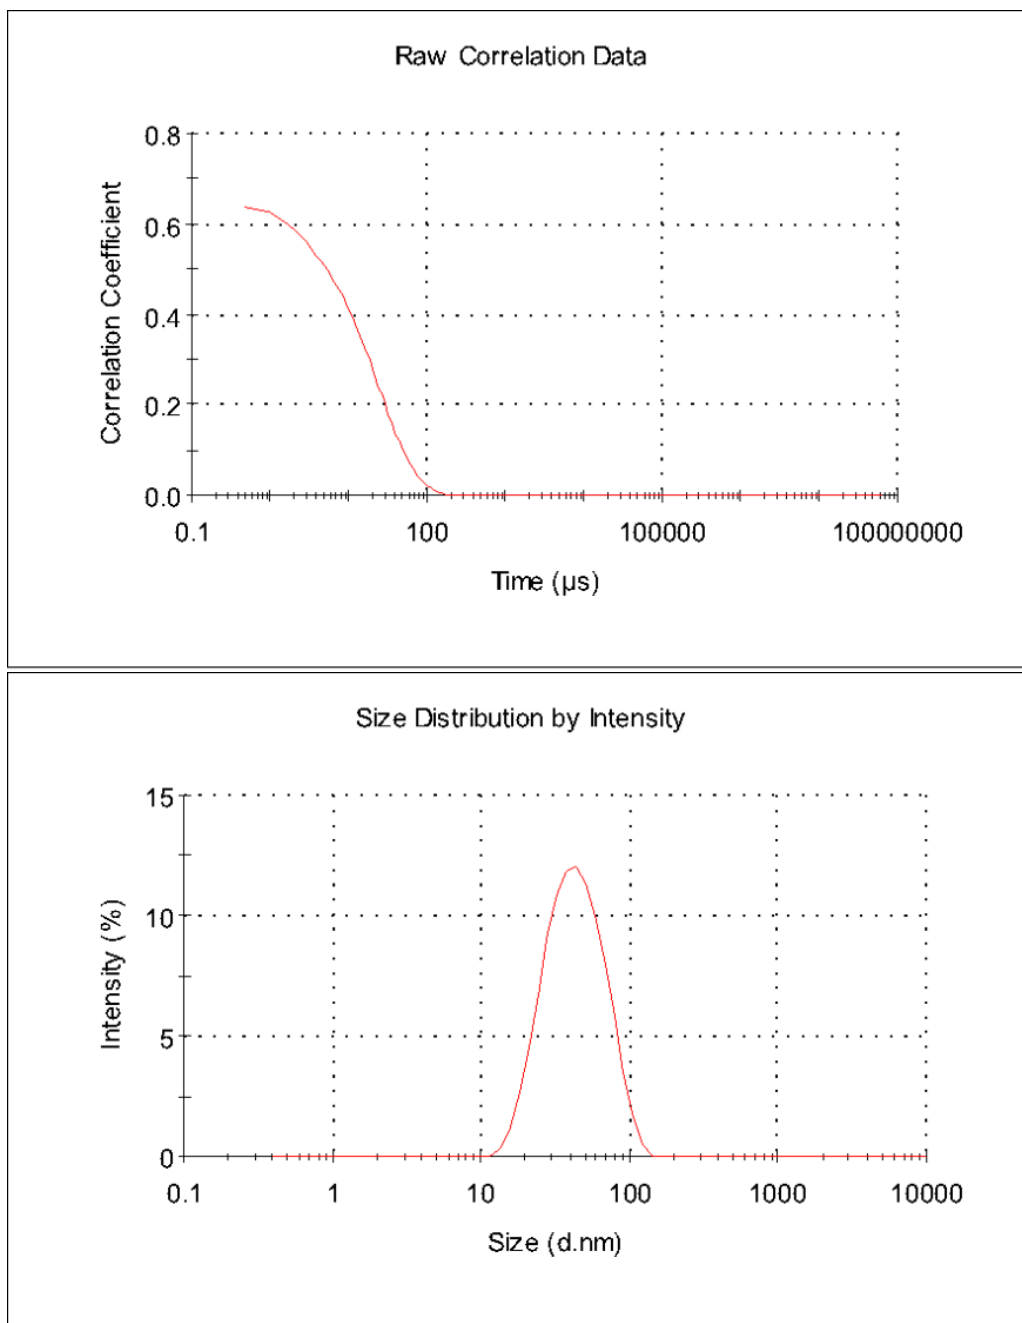 Raw Correlation Data
0.8
0.6
0.4
0.2
0.0
Correlation Coefficient
0.1 100 100000 100000000
Time (µs)
Size Distribution by Intensity
15
10
5
0
Intensity (%)
0.1 1 10 100 1000 10000
Size (d.nm)